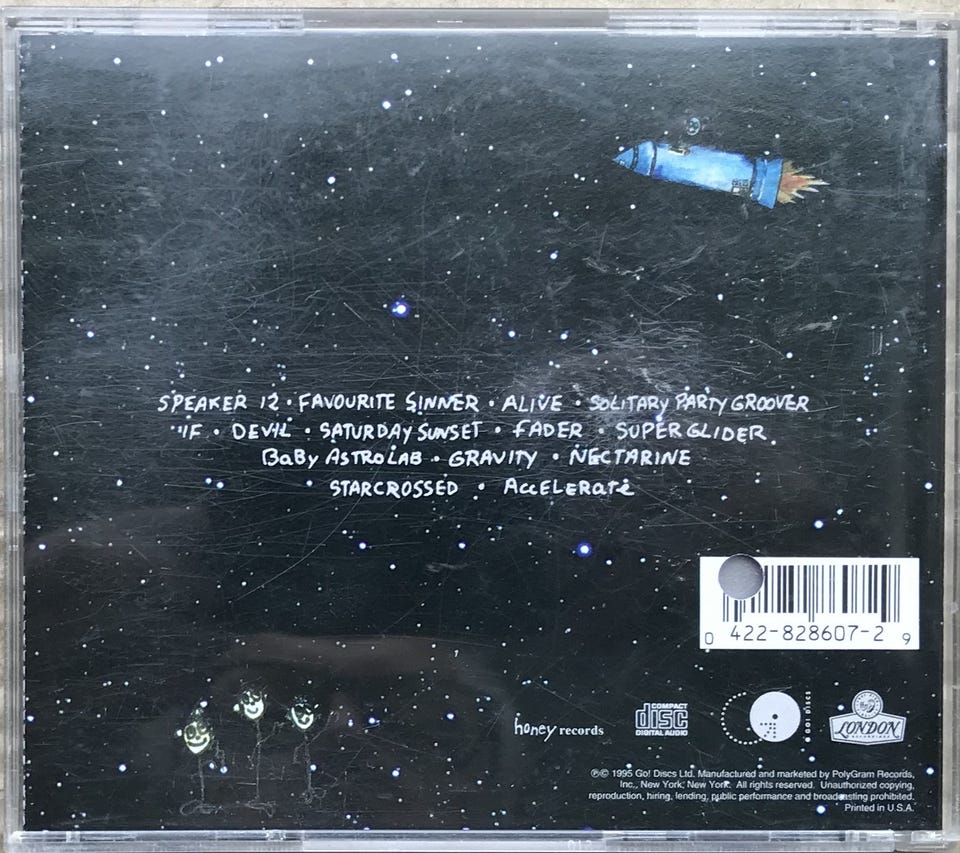 SPEAKER 12 · FAVOURITE SINNER · ALIVE · SOLITARY PARTY GROOVER
"IF · DEVIL · SATURDAY SUNSET · FADER · SUPERGLIDER.
BaBy ASTROLAB · GRAVITY · NECTARINE
STARCROSSED · AccELERatE
0 422-828607-2 9
honey records
COMPACT
disc
DIGITAL AUDIO
GO! DISCS
LONDON
RECORDINGS
℗© 1995 Go! Discs Ltd. Manufactured and marketed by PolyGram Records,
Inc., New York, New York. All rights reserved. Unauthorized copying,
reproduction, hiring, lending, public performance and broadcasting prohibited.
Printed in U.S.A.